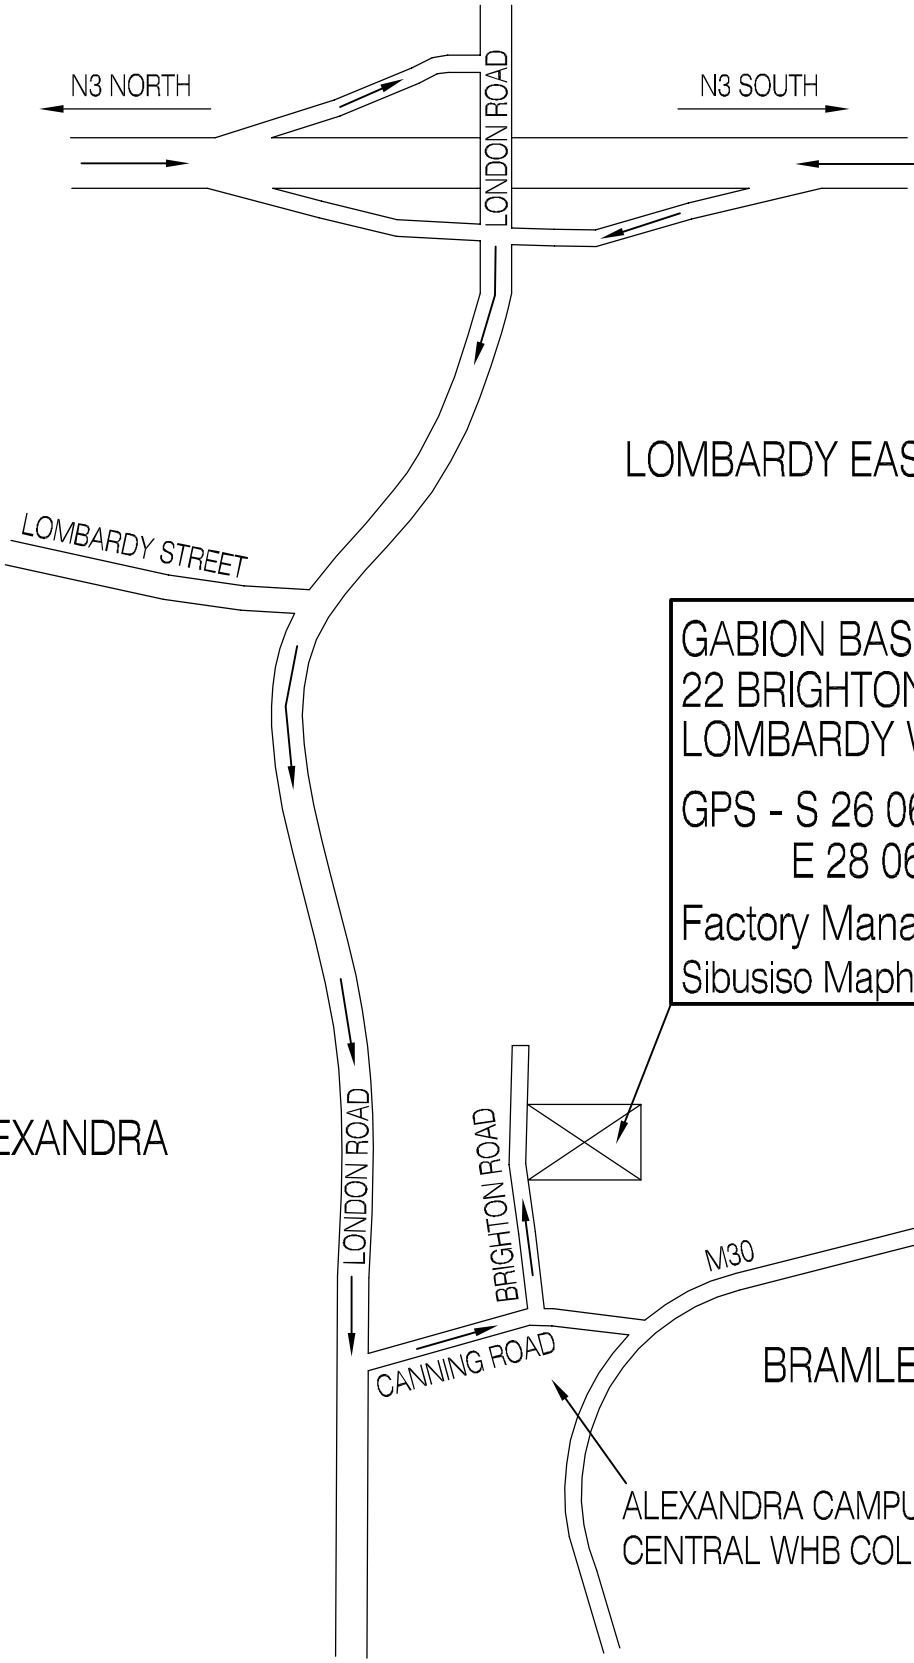 N3 NORTH
N3 SOUTH
LONDON ROAD
LOMBARDY EAS
LOMBARDY STREET
GABION BAS
22 BRIGHTON
LOMBARDY
GPS - S 26 06
E 28 06
Factory Mana
Sibusiso Maph
EXANDRA
LONDON ROAD
BRIGHTON ROAD
M30
CANNING ROAD
BRAMLE
ALEXANDRA CAMPU
CENTRAL WHB COL